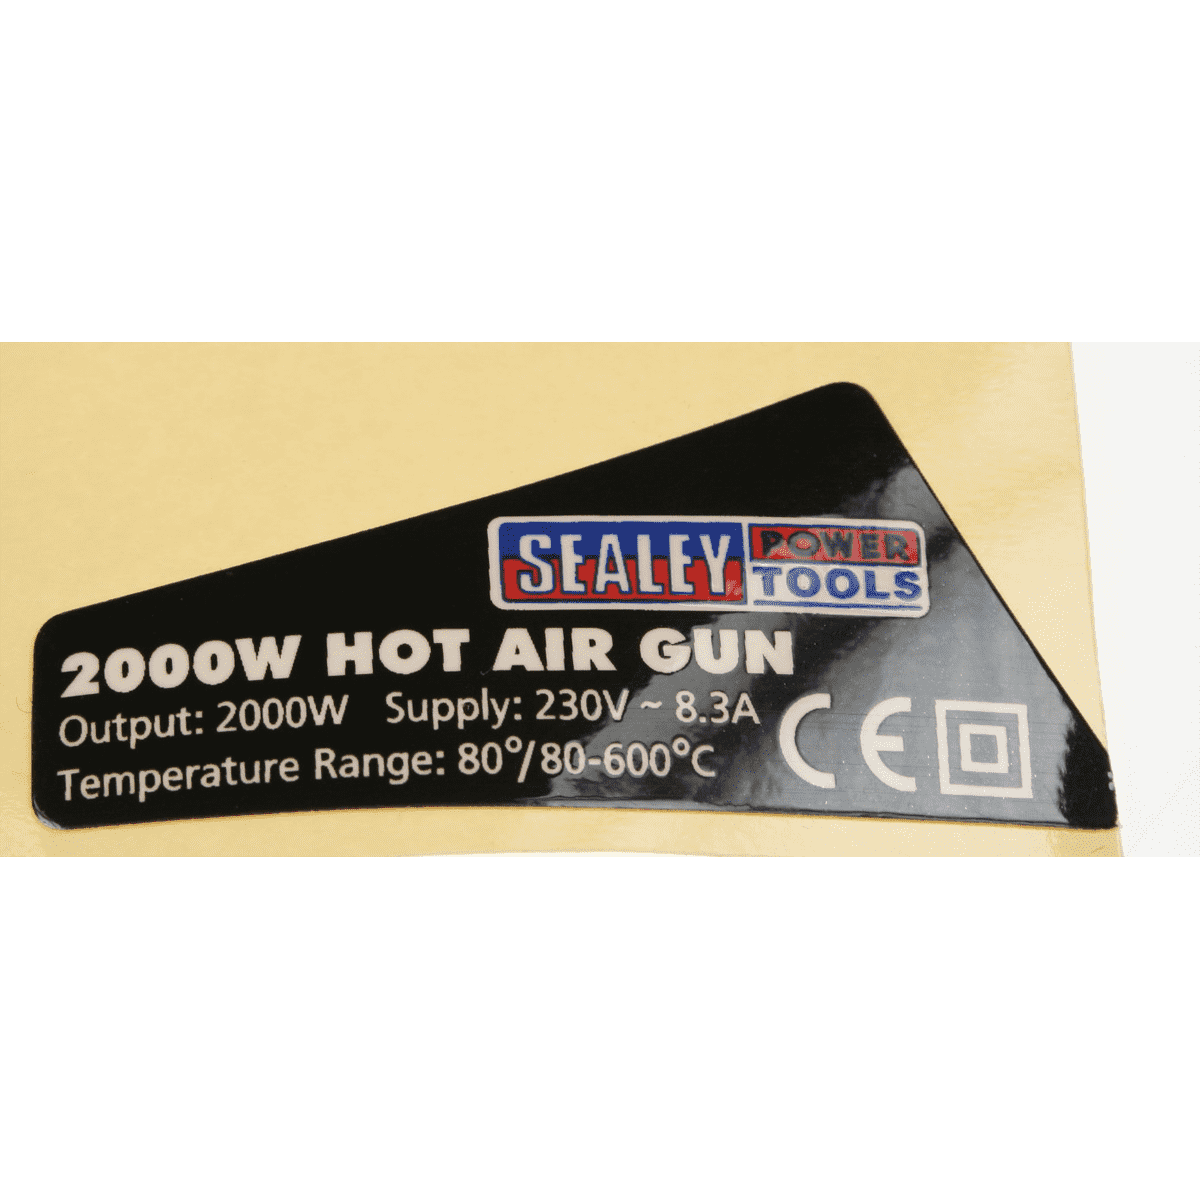 SEALEY POWER TOOLS
2000W HOT AIR GUN
Output: 2000W Supply: 230V ~ 8.3A
Temperature Range: 80°/80-600°C
CE